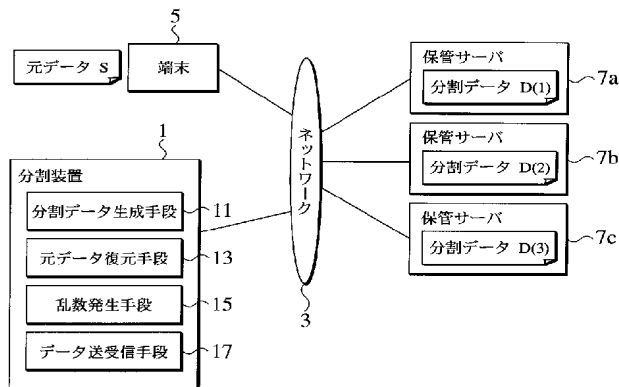 5
元データ S
端末
保管サーバ
分割データ D(1)
7a
保管サーバ
分割データ D(2)
7b
保管サーバ
分割データ D(3)
7c
ネットワーク
3
1
分割装置
分割データ生成手段
11
元データ復元手段
13
乱数発生手段
15
データ送受信手段
17